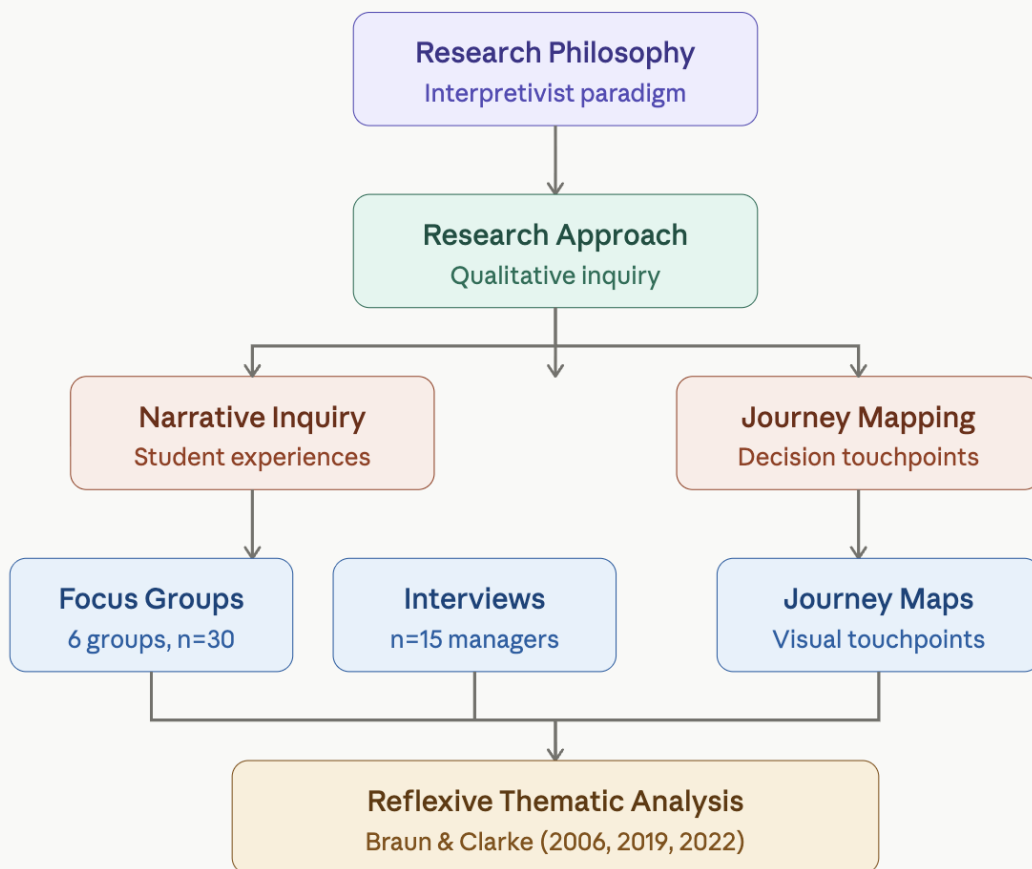 Research Philosophy
Interpretivist paradigm
Research Approach
Qualitative inquiry
Narrative Inquiry
Student experiences
Journey Mapping
Decision touchpoints
Focus Groups
6 groups, n=30
Interviews
n=15 managers
Journey Maps
Visual touchpoints
Reflexive Thematic Analysis
Braun & Clarke (2006, 2019, 2022)